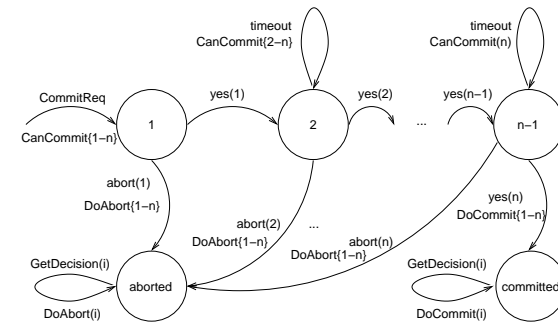 timeout
CanCommit{2−n}
timeout
CanCommit(n)
CommitReq
CanCommit{1−n}
1
yes(1)
2
yes(2)
...
yes(n−1)
n−1
abort(1)
DoAbort{1−n}
abort(2)
DoAbort{1−n}
...
abort(n)
DoAbort{1−n}
yes(n)
DoCommit{1−n}
GetDecision(i)
DoAbort(i)
aborted
GetDecision(i)
DoCommit(i)
committed